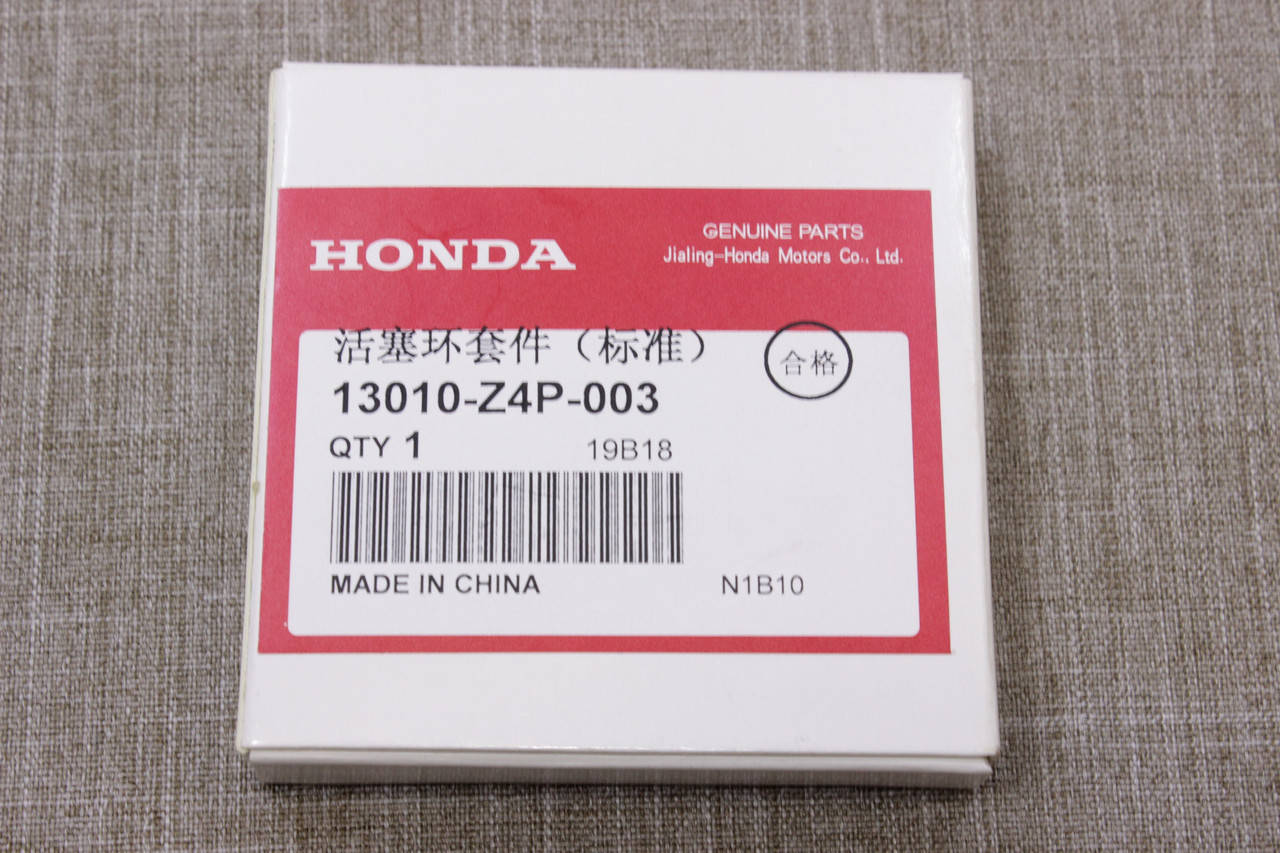 HONDA
GENUINE PARTS
Jialing-Honda Motors Co., Ltd.
活塞环套件（标准）
合格
13010-Z4P-003
QTY 1 19B18
MADE IN CHINA N1B10